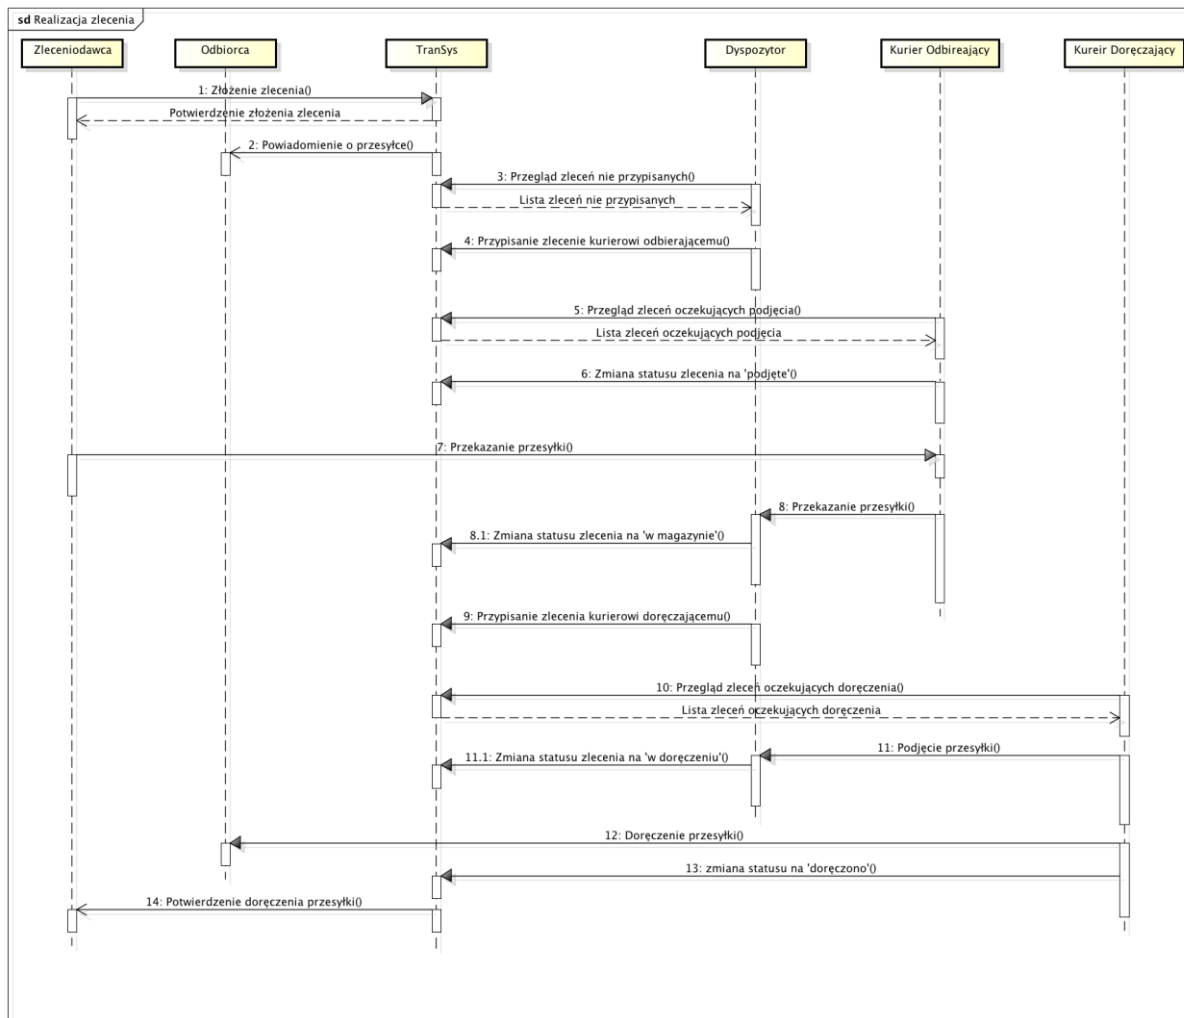 sd Realizacja zlecenia
Zleceniodawca
Odbiorca
TranSys
Dyspozytor
Kurier Odbireający
Kureir Doręczający
1: Złożenie zlecenia()
Potwierdzenie złożenia zlecenia
2: Powiadomienie o przesyłce()
3: Przegląd zleceń nie przypisanych()
Lista zleceń nie przypisanych
4: Przypisanie zlecenie kurierowi odbierającemu()
5: Przegląd zleceń oczekujących podjęcia()
Lista zleceń oczekujących podjęcia
6: Zmiana statusu zlecenia na 'podjęte'()
7: Przekazanie przesyłki()
8: Przekazanie przesyłki()
8.1: Zmiana statusu zlecenia na 'w magazynie'()
9: Przypisanie zlecenia kurierowi doręczającemu()
10: Przegląd zleceń oczekujących doręczenia()
Lista zleceń oczekujących doręczenia
11: Podjęcie przesyłki()
11.1: Zmiana statusu zlecenia na 'w doręczeniu'()
12: Doręczenie przesyłki()
13: zmiana statusu na 'doręczono'()
14: Potwierdzenie doręczenia przesyłki()